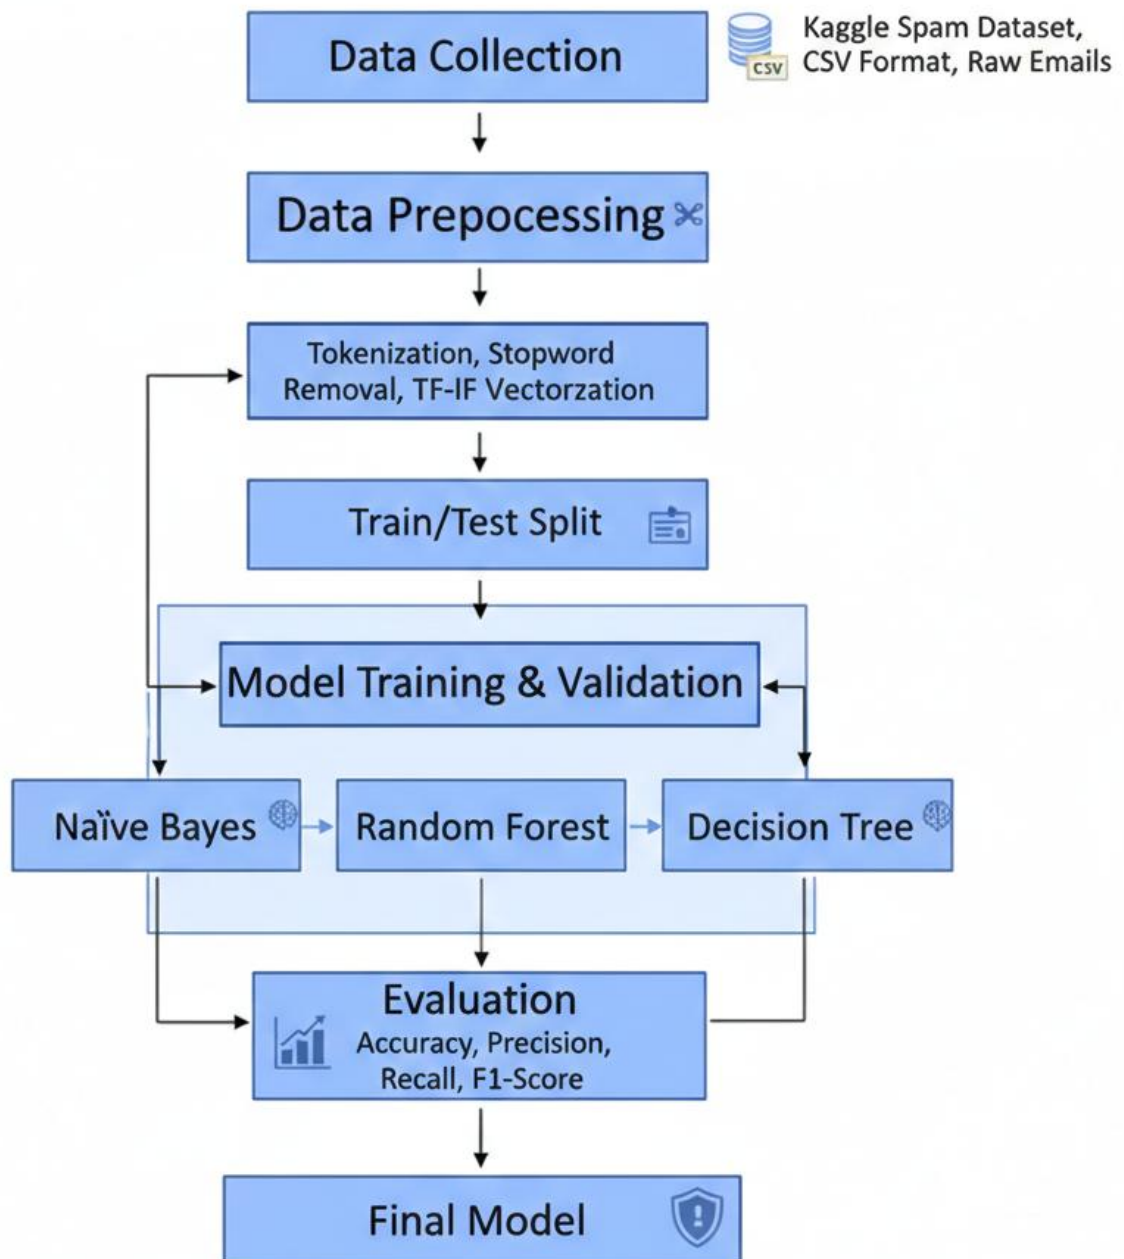 Data Collection
Kaggle Spam Dataset,
CSV Format, Raw Emails
CSV
Data Prepocessing
Tokenization, Stopword
Removal, TF-IF Vectorzation
Train/Test Split
Model Training & Validation
Naïve Bayes
Random Forest
Decision Tree
Evaluation
Accuracy, Precision,
Recall, F1-Score
Final Model